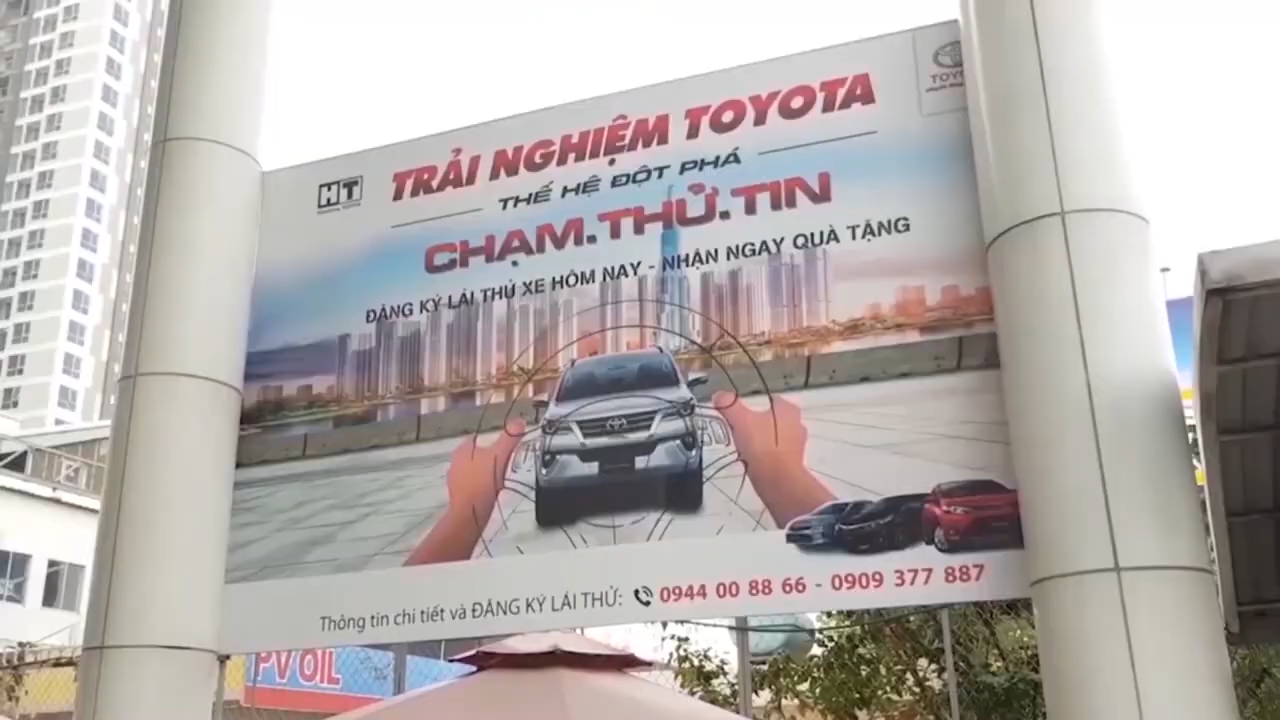 TRẢI NGHIỆM TOYOTA
HT
THẾ HỆ ĐỘT PHÁ
CHẠM.THỬ.TIN
ĐĂNG KÝ LÁI THỬ XE HÔM NAY - NHẬN NGAY QUÀ TẶNG
Thông tin chi tiết và ĐĂNG KÝ LÁI THỬ: 0944 00 88 66 - 0909 377 887
PV OIL